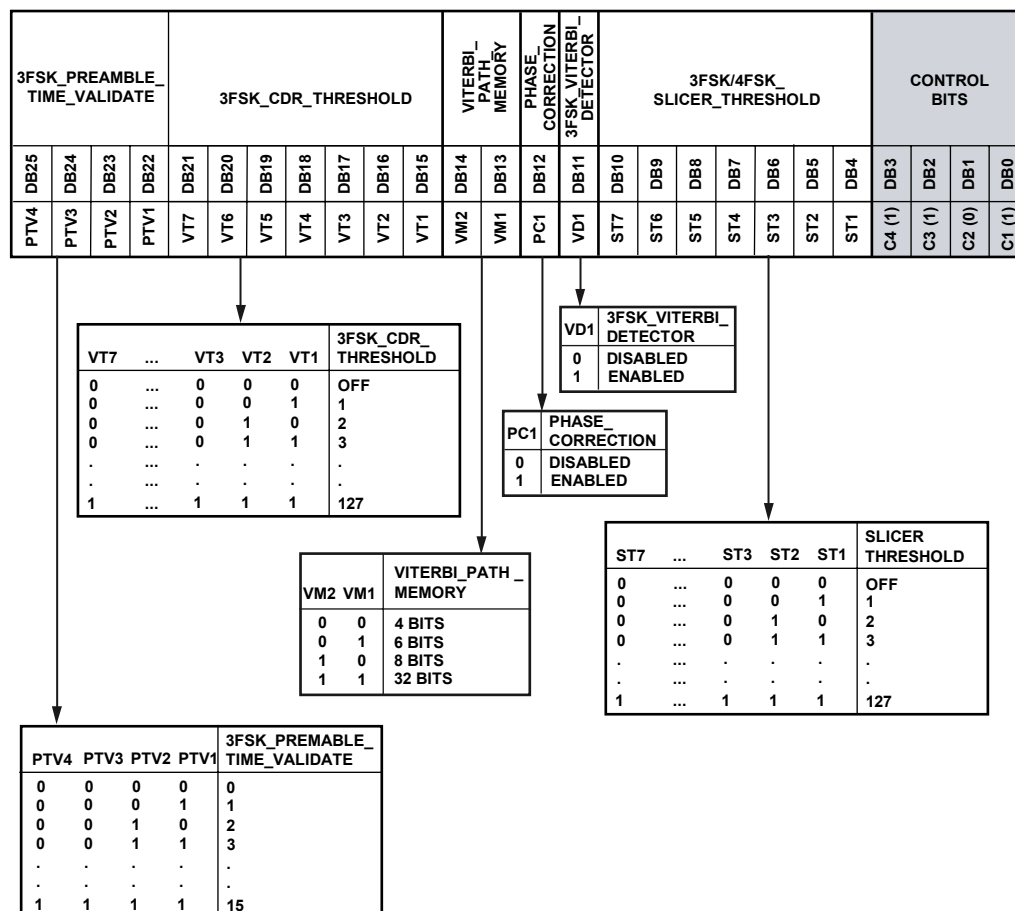 3FSK_PREAMBLE_
TIME_VALIDATE
3FSK_CDR_THRESHOLD
VITERBI_
PATH_
MEMORY
PHASE_
CORRECTION
3FSK_VITERBI_
DETECTOR
3FSK/4FSK_
SLICER_THRESHOLD
CONTROL
BITS
DB25 DB24 DB23 DB22 DB21 DB20 DB19 DB18 DB17 DB16 DB15 DB14 DB13 DB12 DB11 DB10 DB9 DB8 DB7 DB6 DB5 DB4 DB3 DB2 DB1 DB0
PTV4 PTV3 PTV2 PTV1 VT7 VT6 VT5 VT4 VT3 VT2 VT1 VM2 VM1 PC1 VD1 ST7 ST6 ST5 ST4 ST3 ST2 ST1 C4 (1) C3 (1) C2 (0) C1 (1)
VD1 3FSK_VITERBI_
DETECTOR
0 DISABLED
1 ENABLED
VT7 ... VT3 VT2 VT1 3FSK_CDR_
THRESHOLD
0 ... 0 0 0 OFF
0 ... 0 0 1 1
0 ... 0 1 0 2
0 ... 0 1 1 3
. ... . . . .
. ... . . . .
1 ... 1 1 1 127
PC1 PHASE_
CORRECTION
0 DISABLED
1 ENABLED
ST7 ... ST3 ST2 ST1 SLICER
THRESHOLD
0 ... 0 0 0 OFF
0 ... 0 0 1 1
0 ... 0 1 0 2
0 ... 0 1 1 3
. ... . . . .
. ... . . . .
1 ... 1 1 1 127
VM2 VM1 VITERBI_PATH _
MEMORY
0 0 4 BITS
0 1 6 BITS
1 0 8 BITS
1 1 32 BITS
PTV4 PTV3 PTV2 PTV1 3FSK_PREMABLE_
TIME_VALIDATE
0 0 0 0 0
0 0 0 1 1
0 0 1 0 2
0 0 1 1 3
. . . . .
. . . . .
1 1 1 1 15